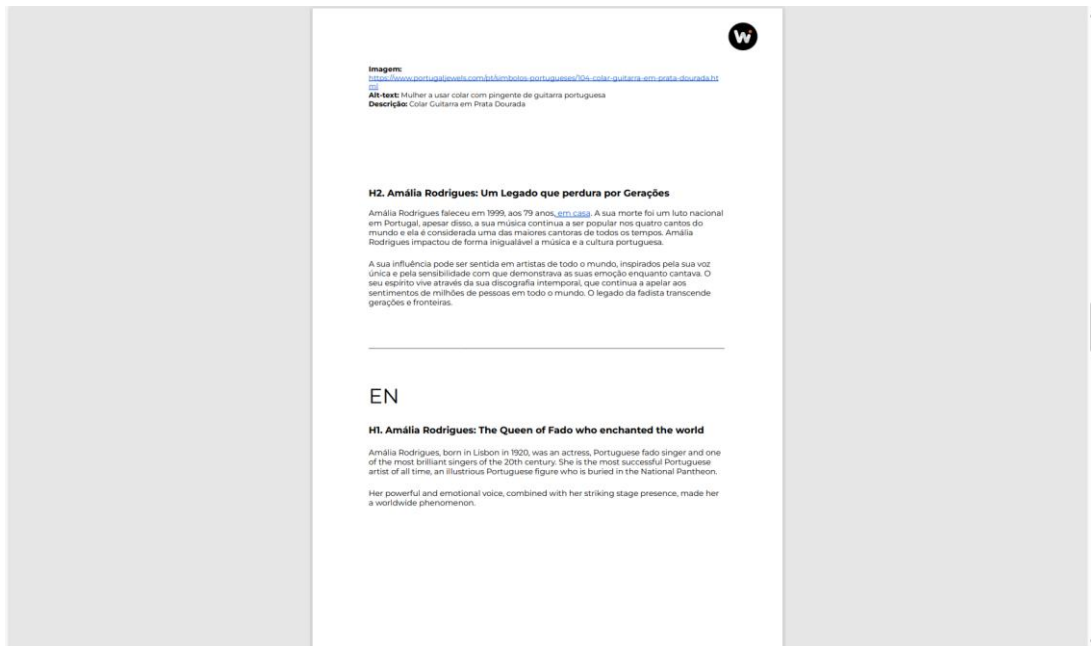 W
Imagem:
https://www.portugaljewels.com/pt/simbolos-portugueses/104-colar-guitarra-em-prata-dourada.ht
ml
Alt-text: Mulher a usar colar com pingente de guitarra portuguesa
Descrição: Colar Guitarra em Prata Dourada
H2. Amália Rodrigues: Um Legado que perdura por Gerações
Amália Rodrigues faleceu em 1999, aos 79 anos, em casa. A sua morte foi um luto nacional
em Portugal, apesar disso, a sua música continua a ser popular nos quatro cantos do
mundo e ela é considerada uma das maiores cantoras de todos os tempos. Amália
Rodrigues impactou de forma inigualável a música e a cultura portuguesa.
A sua influência pode ser sentida em artistas de todo o mundo, inspirados pela sua voz
única e pela sensibilidade com que demonstrava as suas emoção enquanto cantava. O
seu espírito vive através da sua discografia intemporal, que continua a apelar aos
sentimentos de milhões de pessoas em todo o mundo. O legado da fadista transcende
gerações e fronteiras.
EN
H1. Amália Rodrigues: The Queen of Fado who enchanted the world
Amália Rodrigues, born in Lisbon in 1920, was an actress, Portuguese fado singer and one
of the most brilliant singers of the 20th century. She is the most successful Portuguese
artist of all time, an illustrious Portuguese figure who is buried in the National Pantheon.
Her powerful and emotional voice, combined with her striking stage presence, made her
a worldwide phenomenon.